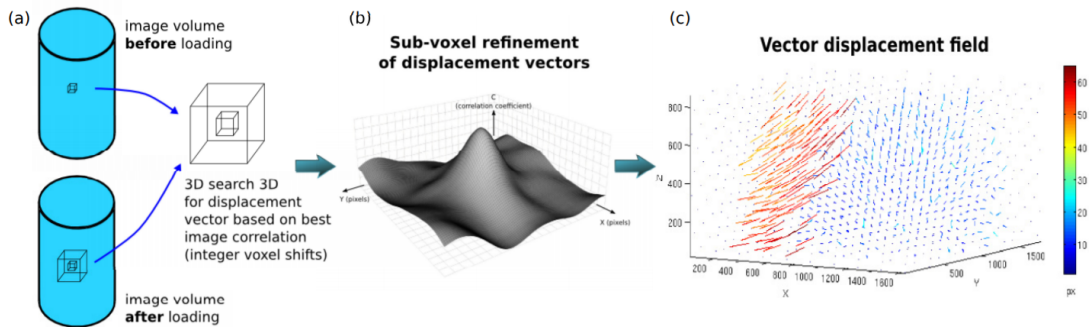 (a)
image volume
before loading
3D search 3D
for displacement
vector based on best
image correlation
(integer voxel shifts)
image volume
after loading
(b)
Sub-voxel refinement
of displacement vectors
C
(correlation coefficient)
Y (pixels)
X (pixels)
(c)
Vector displacement field
800
600
400
200
Z
200 400 600 800 1000 1200 1400 1600
X
500
1000
1500
Y
60
50
40
30
20
10
px